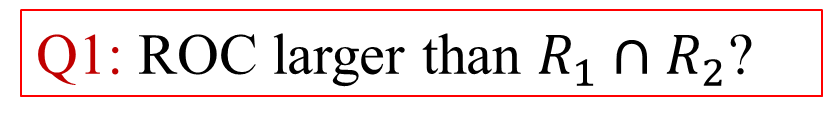 Q1: ROC larger than R₁ ∩ R₂?